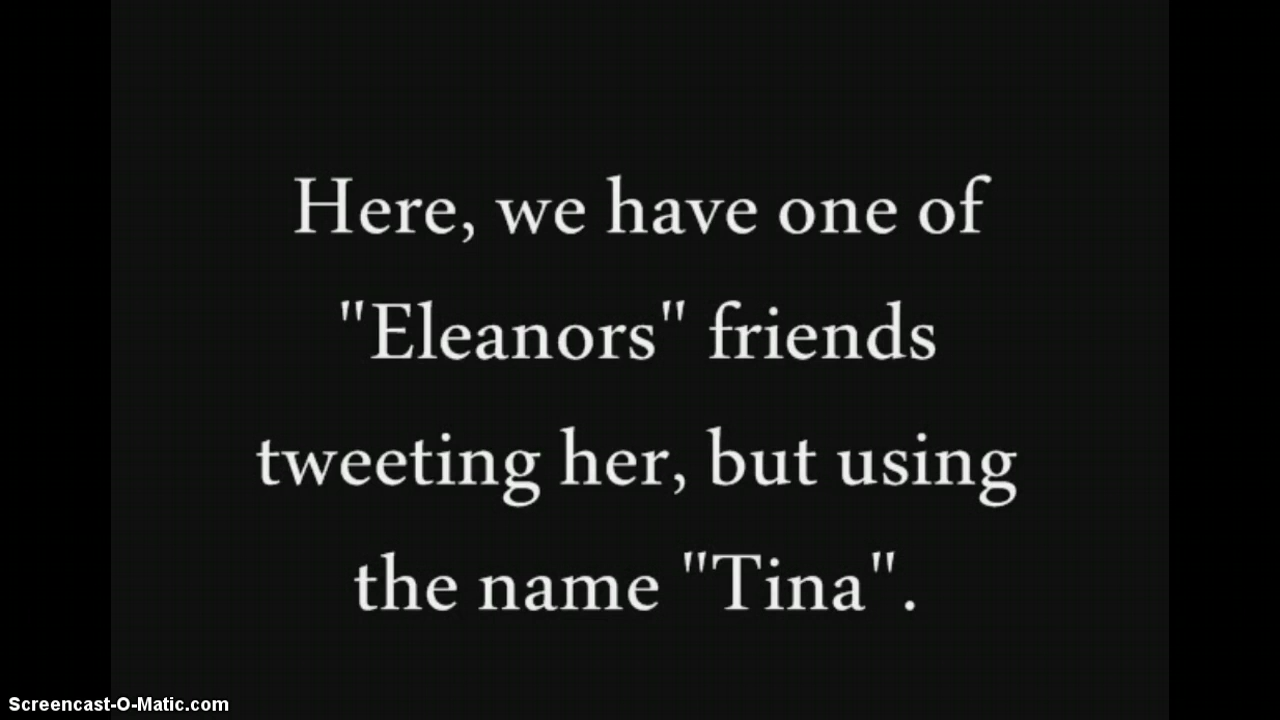 Here, we have one of
"Eleanors" friends
tweeting her, but using
the name "Tina".
Screencast-O-Matic.com